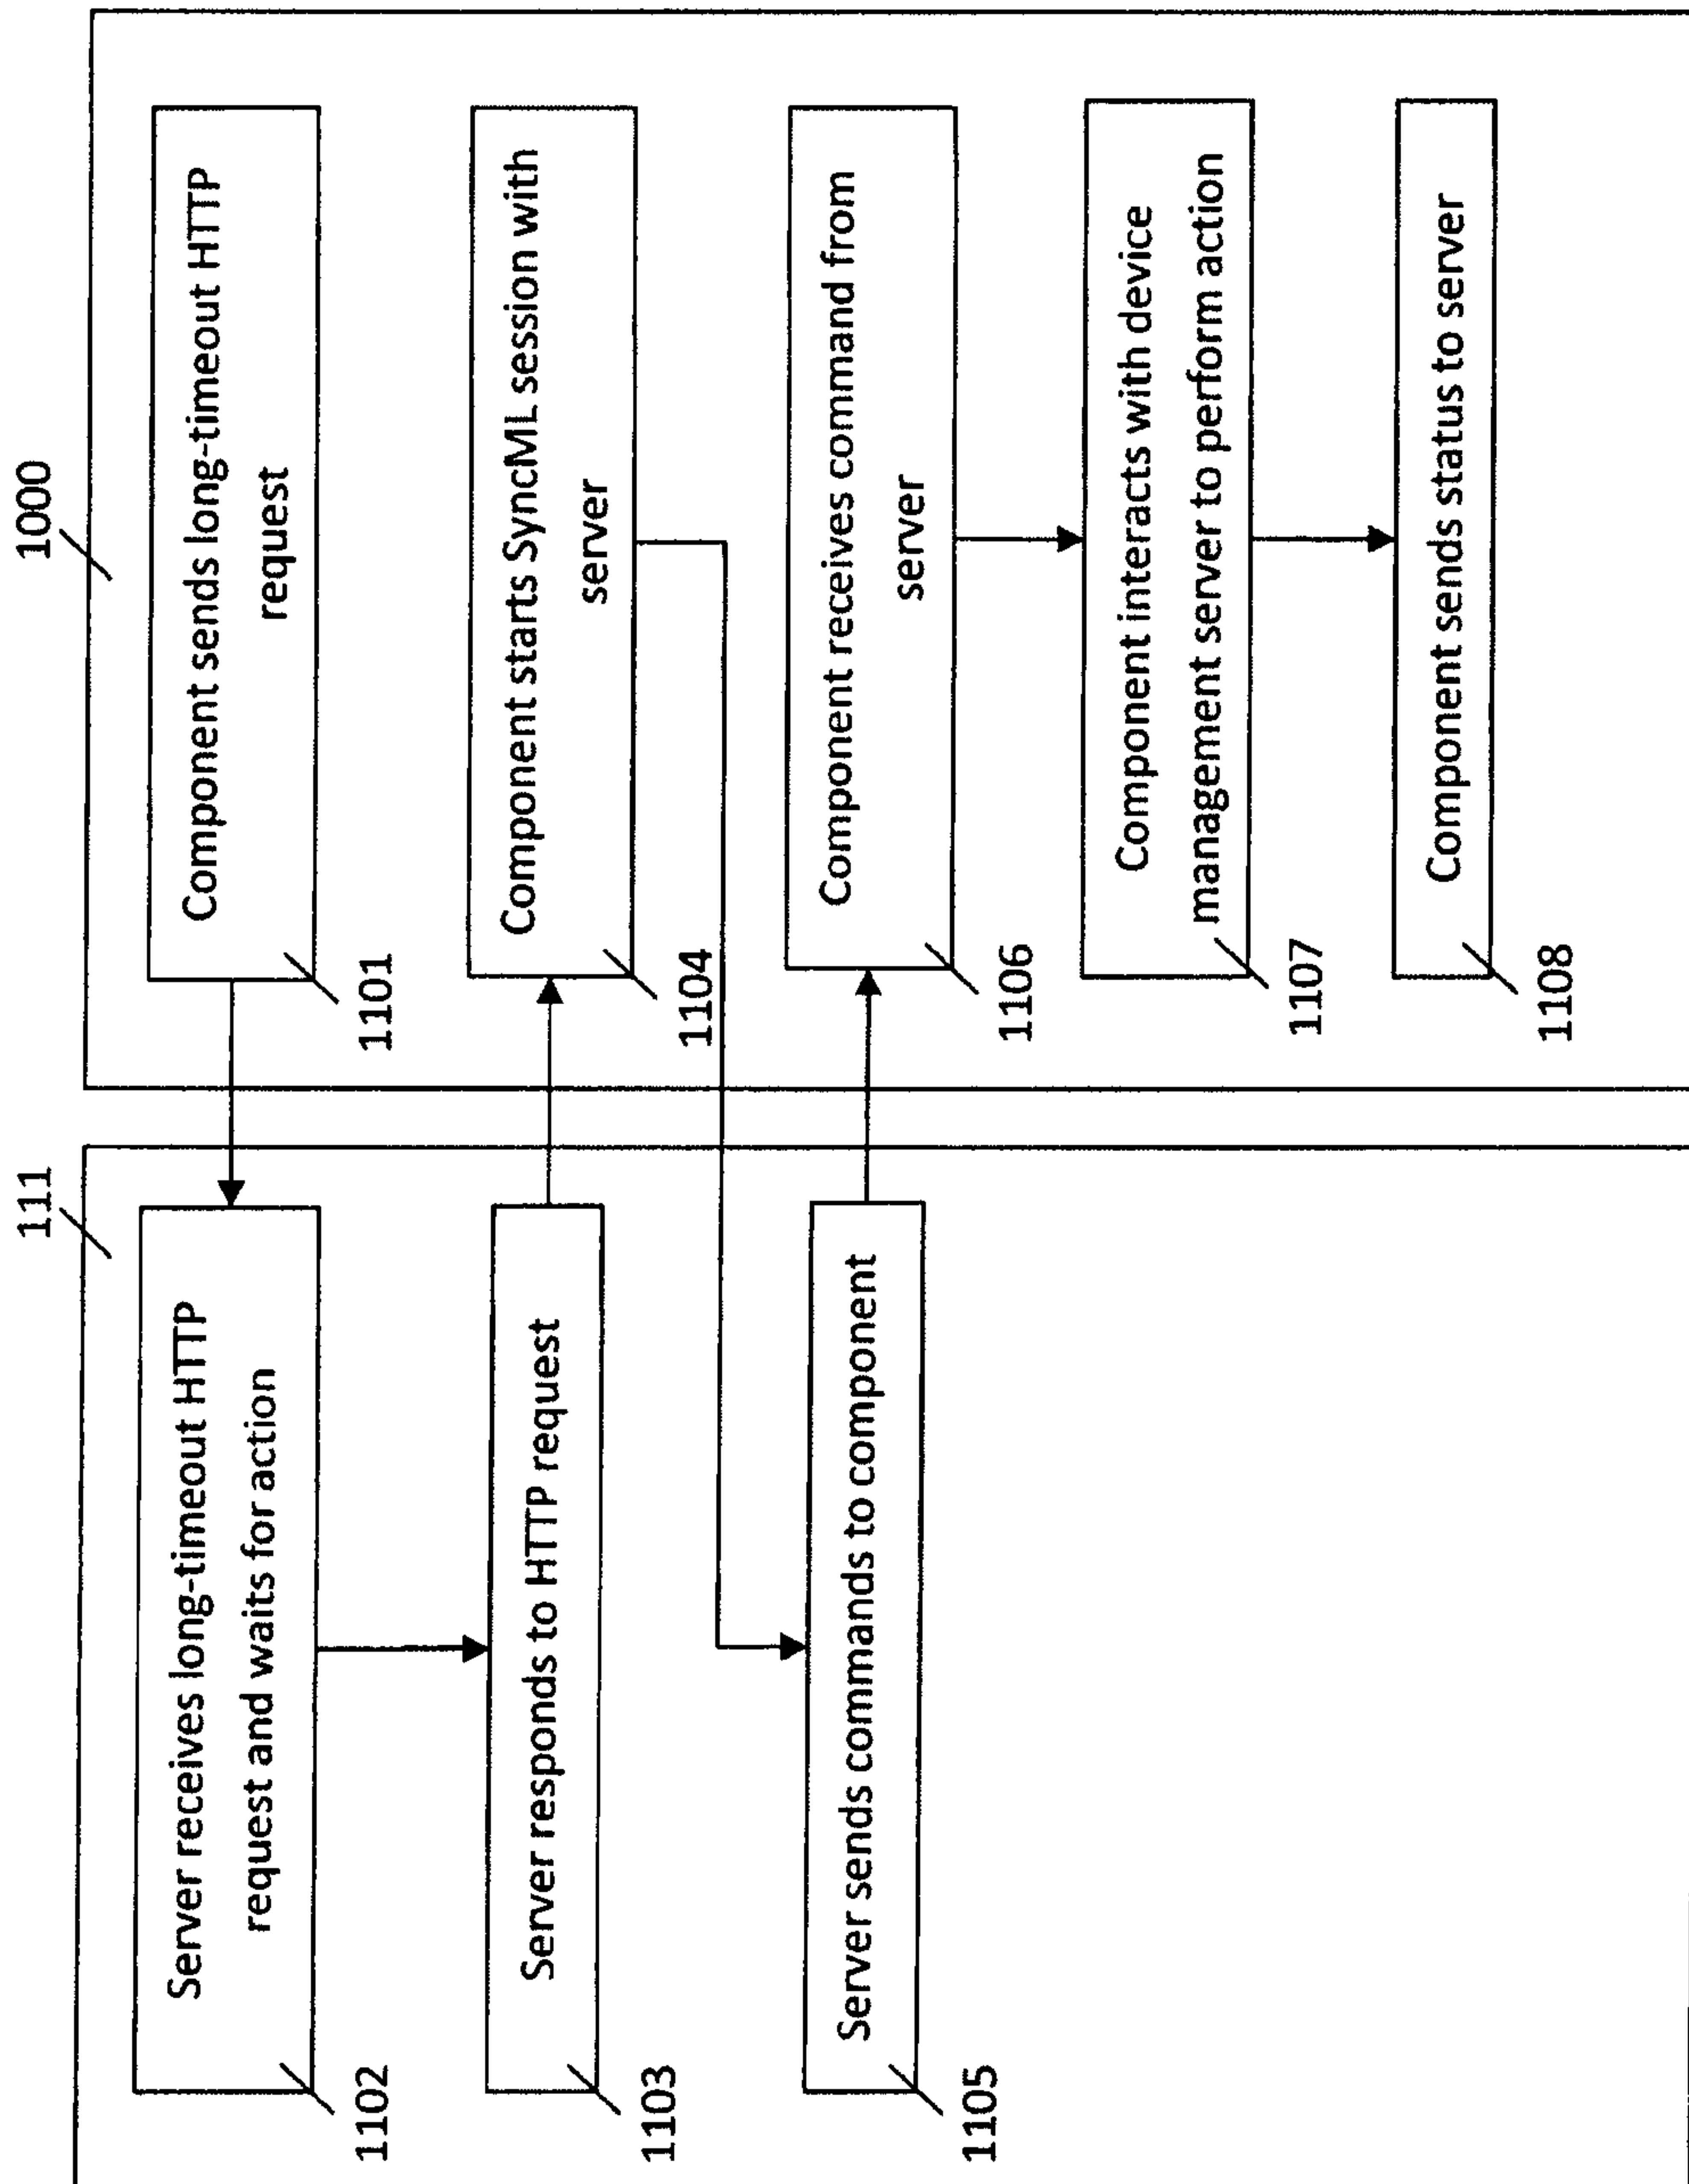 111
Server receives long-timeout HTTP
request and waits for action
1102
Server responds to HTTP request
1103
Server sends commands to component
1105
1000
Component sends long-timeout HTTP
request
1101
Component starts SyncML session with
server
1104
Component receives command from
server
1106
Component interacts with device
management server to perform action
1107
Component sends status to server
1108